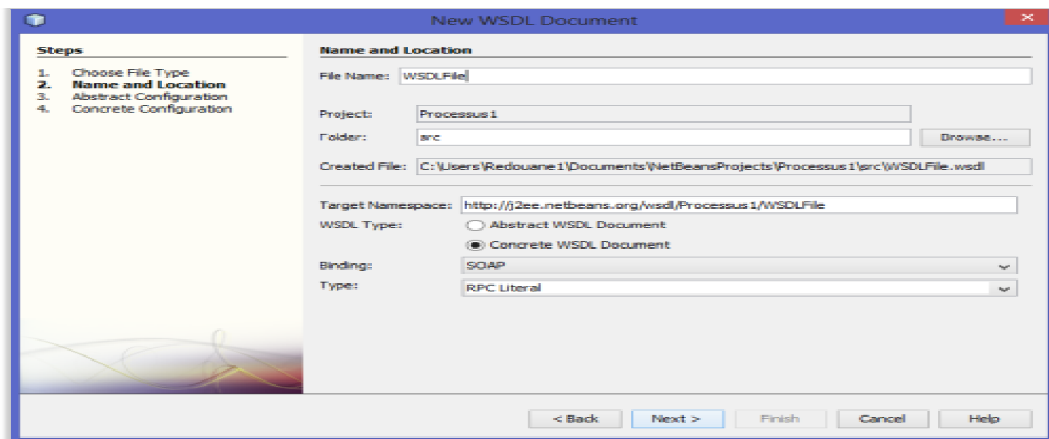 New WSDL Document
Steps
1. Choose File Type
2. Name and Location
3. Abstract Configuration
4. Concrete Configuration
Name and Location
File Name: WSDLFile
Project: Processus1
Folder: src Browse...
Created File: C:\Users\Redouane1\Documents\NetBeansProjects\Processus1\src\WSDLFile.wsdl
Target Namespace: http://j2ee.netbeans.org/wsdl/Processus1/WSDLFile
WSDL Type: Abstract WSDL Document
Concrete WSDL Document
Binding: SOAP
Type: RPC Literal
< Back Next > Finish Cancel Help